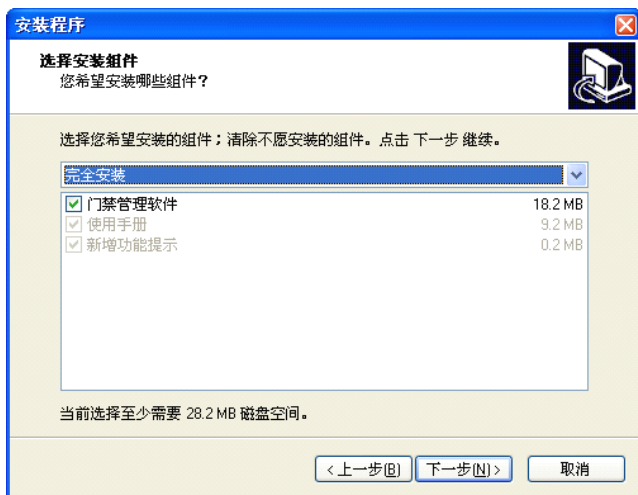 安装程序
选择安装组件
您希望安装哪些组件？
选择您希望安装的组件；清除不愿安装的组件。点击 下一步 继续。
完全安装
门禁管理软件 18.2 MB
使用手册 9.2 MB
新增功能提示 0.2 MB
当前选择至少需要 28.2 MB 磁盘空间。
<上一步(B) 下一步(N)> 取消